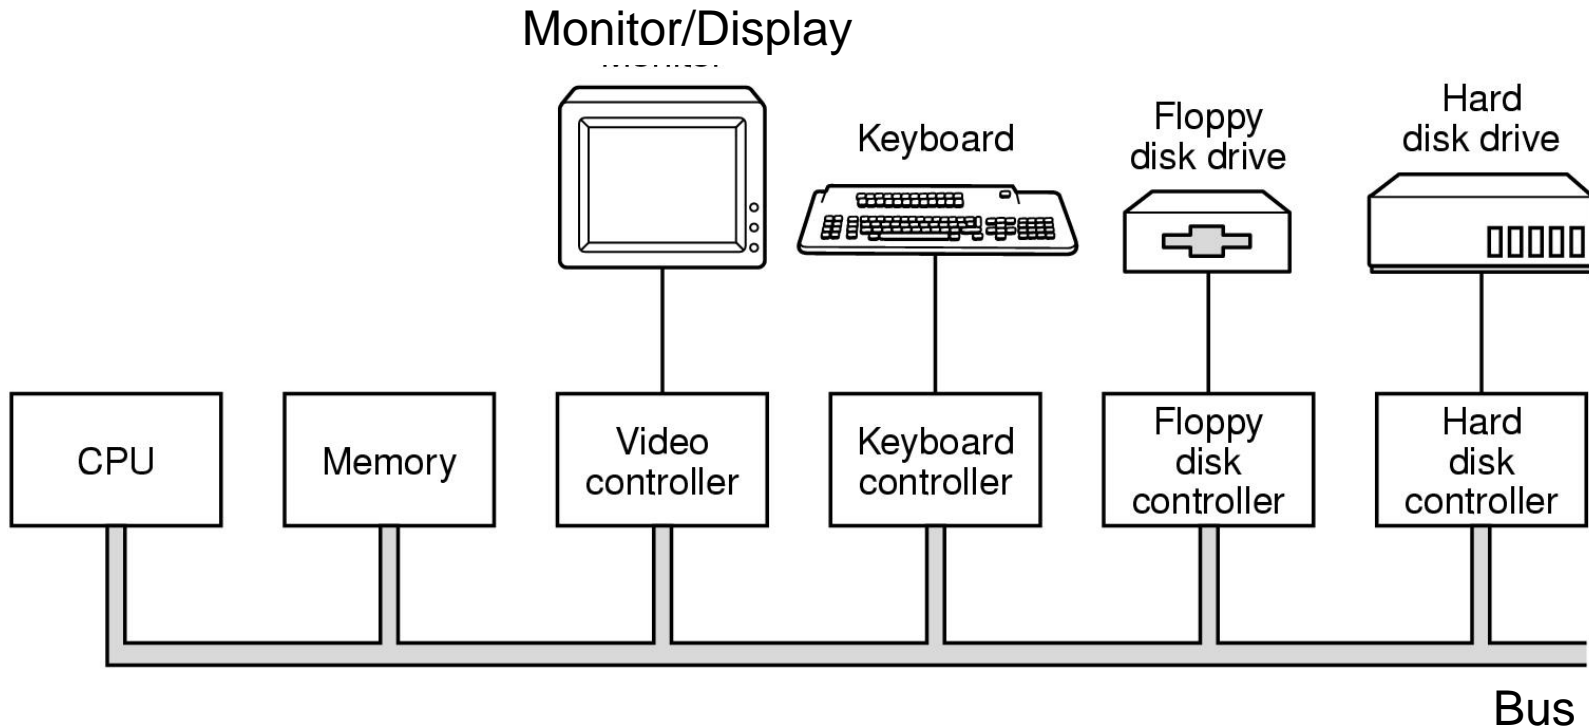 Monitor/Display
Monitor
Keyboard
Floppy
disk drive
Hard
disk drive
CPU
Memory
Video
controller
Keyboard
controller
Floppy
disk
controller
Hard
disk
controller
Bus